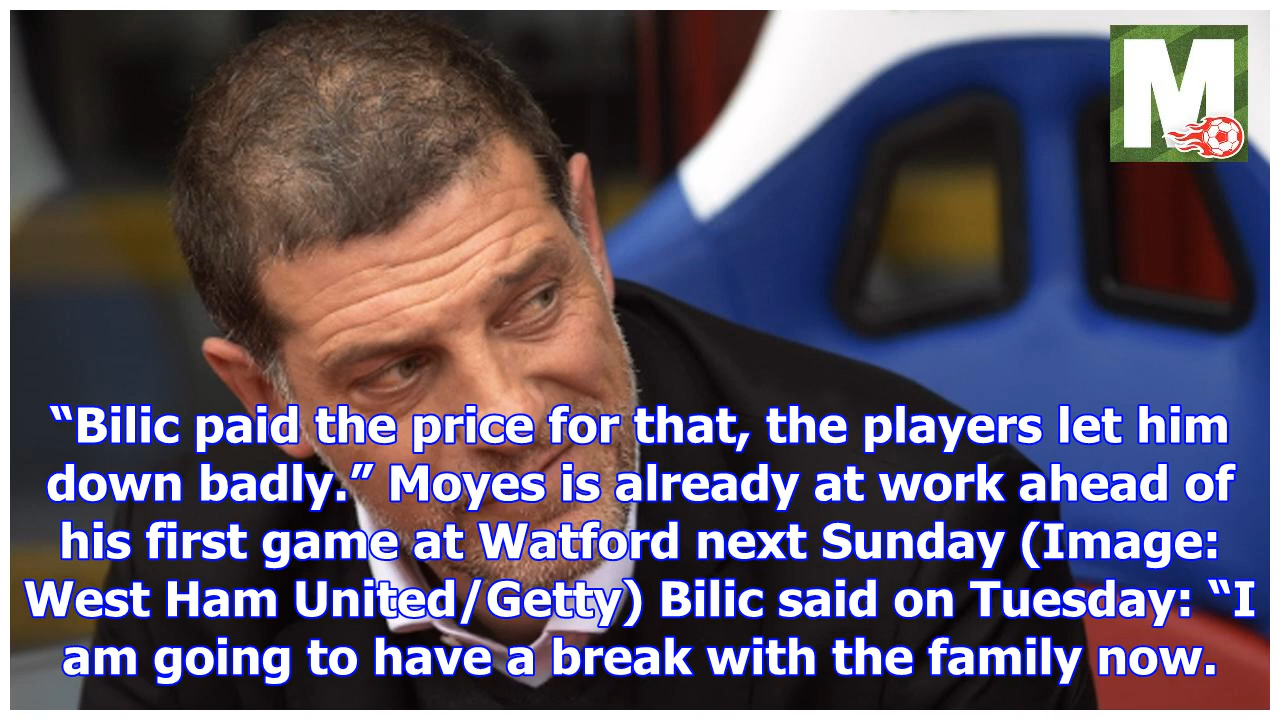 M
“Bilic paid the price for that, the players let him
down badly.” Moyes is already at work ahead of
his first game at Watford next Sunday (Image:
West Ham United/Getty) Bilic said on Tuesday: “I
am going to have a break with the family now.